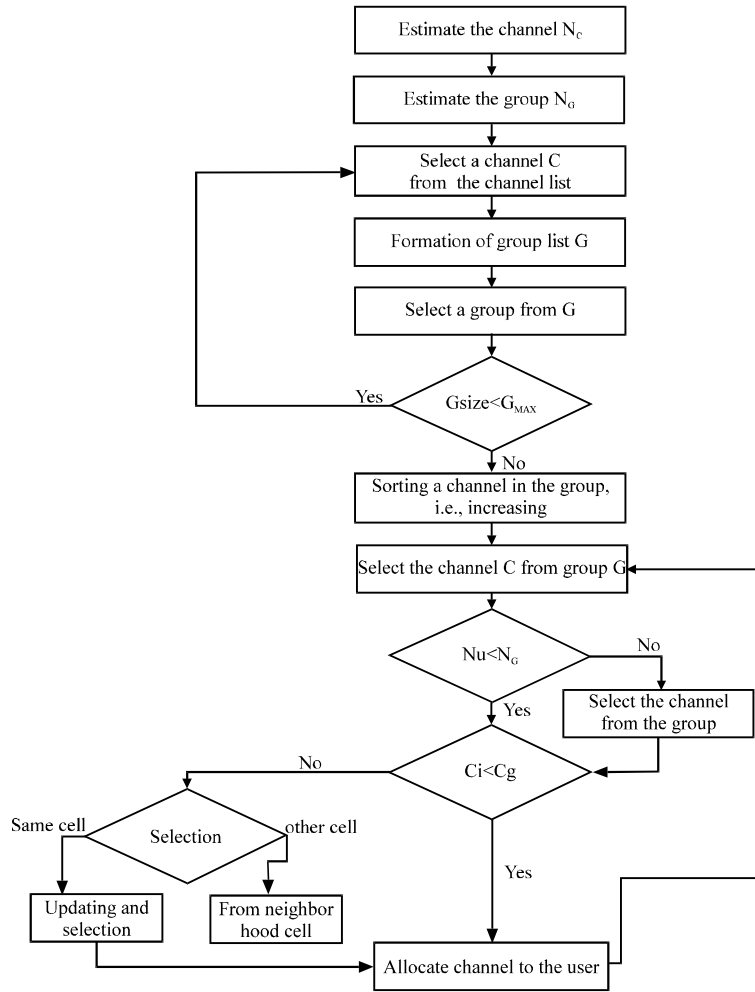 Estimate the channel N_C
Estimate the group N_G
Select a channel C
from the channel list
Formation of group list G
Select a group from G
Gsize<G_MAX
Yes
No
Sorting a channel in the group,
i.e., increasing
Select the channel C from group G
Nu<N_G
No
Yes
Select the channel
from the group
Ci<Cg
No
Yes
Selection
Same cell
other cell
Updating and
selection
From neighbor
hood cell
Allocate channel to the user